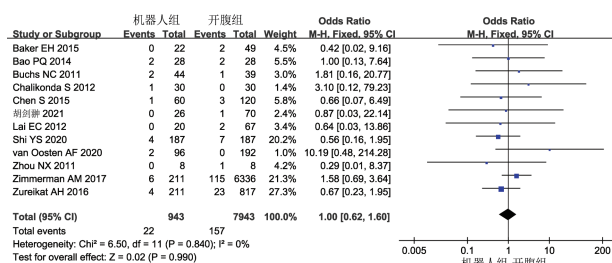 机器人组 开腹组 Odds Ratio Odds Ratio
Study or Subgroup Events Total Events Total Weight M-H. Fixed. 95% CI M-H. Fixed. 95% CI
Baker EH 2015 0 22 2 49 4.5% 0.42 [0.02, 9.16]
Bao PQ 2014 2 28 2 28 5.5% 1.00 [0.13, 7.64]
Buchs NC 2011 2 44 1 39 3.0% 1.81 [0.16, 20.77]
Chalikonda S 2012 1 30 0 30 1.4% 3.10 [0.12, 79.23]
Chen S 2015 1 60 3 120 5.8% 0.66 [0.07, 6.49]
胡剑翀 2021 0 26 1 70 2.4% 0.87 [0.03, 22.14]
Lai EC 2012 0 20 2 67 3.4% 0.64 [0.03, 13.86]
Shi YS 2020 4 187 7 187 20.2% 0.56 [0.16, 1.95]
van Oosten AF 2020 2 96 0 192 1.0% 10.19 [0.48, 214.28]
Zhou NX 2011 0 8 1 8 4.2% 0.29 [0.01, 8.37]
Zimmerman AM 2017 6 211 115 6336 21.2% 1.58 [0.69, 3.64]
Zureikat AH 2016 4 211 23 817 27.4% 0.67 [0.23, 1.95]
Total (95% CI) 943 7943 100.0% 1.00 [0.62, 1.60]
Total events 22 157
Heterogeneity: Chi² = 6.50, df = 11 (P = 0.840); I² = 0%
Test for overall effect: Z = 0.02 (P = 0.990)
0.005 0.1 1 10 200
机器人组 开腹组